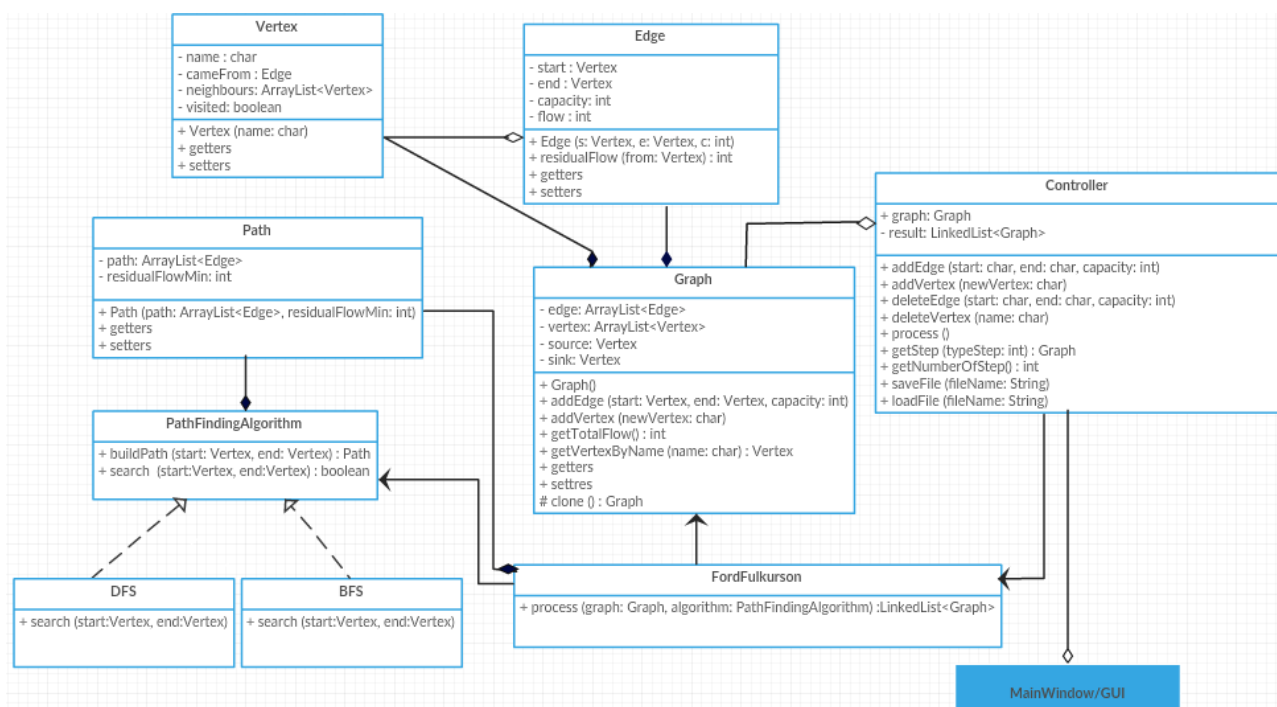 Vertex
- name : char
- cameFrom : Edge
- neighbours: ArrayList<Vertex>
- visited: boolean
+ Vertex (name: char)
+ getters
+ setters
Edge
- start : Vertex
- end : Vertex
- capacity: int
- flow : int
+ Edge (s: Vertex, e: Vertex, c: int)
+ residualFlow (from: Vertex) : int
+ getters
+ setters
Controller
+ graph: Graph
- result: LinkedList<Graph>
+ addEdge (start: char, end: char, capacity: int)
+ addVertex (newVertex: char)
+ deleteEdge (start: char, end: char, capacity: int)
+ deleteVertex (name: char)
+ process ()
+ getStep (typeStep: int) : Graph
+ getNumberOfStep() : int
+ saveFile (fileName: String)
+ loadFile (fileName: String)
Path
- path: ArrayList<Edge>
- residualFlowMin: int
+ Path (path: ArrayList<Edge>, residualFlowMin: int)
+ getters
+ setters
Graph
- edge: ArrayList<Edge>
- vertex: ArrayList<Vertex>
- source: Vertex
- sink: Vertex
+ Graph()
+ addEdge (start: Vertex, end: Vertex, capacity: int)
+ addVertex (newVertex: char)
+ getTotalFlow() : int
+ getVertexByName (name: char) : Vertex
+ getters
+ settres
# clone () : Graph
PathFindingAlgorithm
+ buildPath (start: Vertex, end: Vertex) : Path
+ search (start:Vertex, end:Vertex) : boolean
DFS
+ search (start:Vertex, end:Vertex)
BFS
+ search (start:Vertex, end:Vertex)
FordFulkurson
+ process (graph: Graph, algorithm: PathFindingAlgorithm) :LinkedList<Graph>
MainWindow/GUI